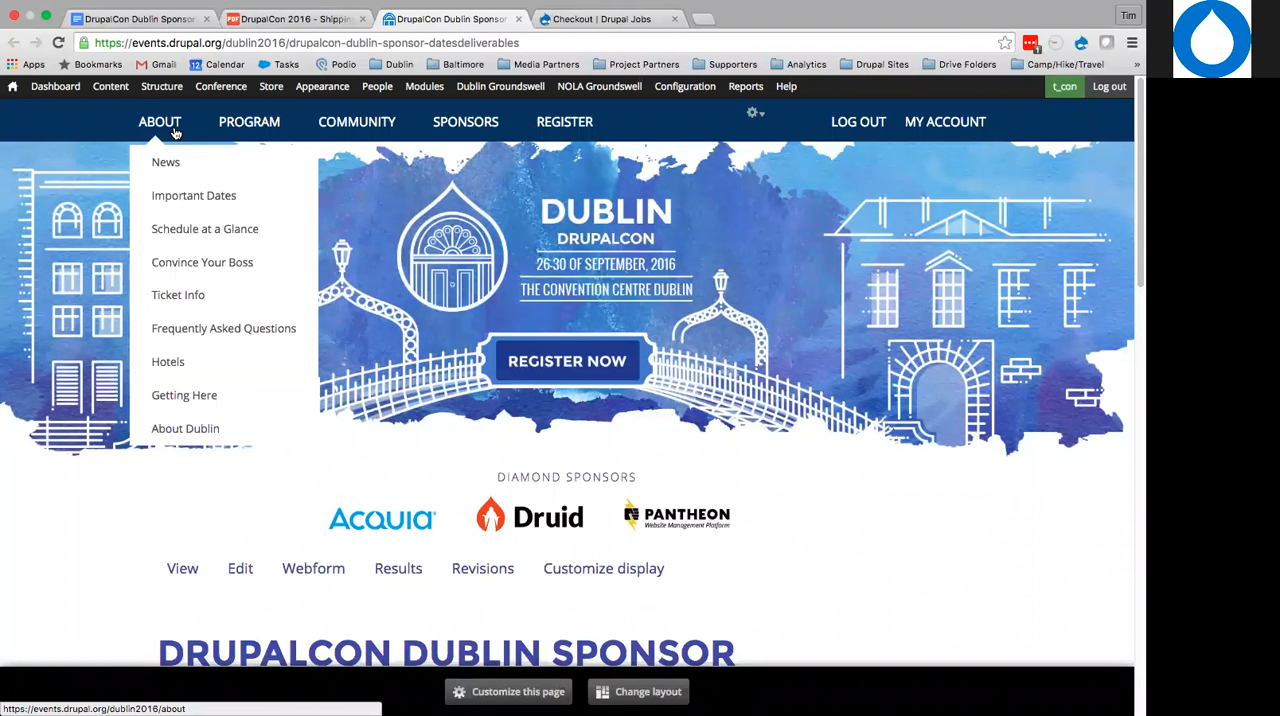 DrupalCon Dublin Sponsor
DrupalCon 2016 - Shippin
DrupalCon Dublin Sponsor
Checkout | Drupal Jobs
Tim
https://events.drupal.org/dublin2016/drupalcon-dublin-sponsor-datesdeliverables
Apps Bookmarks Gmail 12 Calendar Tasks Podio Dublin Baltimore Media Partners Project Partners Supporters Analytics Drupal Sites Drive Folders Camp/Hike/Travel »
Dashboard Content Structure Conference Store Appearance People Modules Dublin Groundswell NOLA Groundswell Configuration Reports Help t_con Log out
ABOUT PROGRAM COMMUNITY SPONSORS REGISTER LOG OUT MY ACCOUNT
News
Important Dates
Schedule at a Glance
Convince Your Boss
Ticket Info
Frequently Asked Questions
Hotels
Getting Here
About Dublin
DUBLIN
DRUPALCON
26-30 OF SEPTEMBER, 2016
THE CONVENTION CENTRE DUBLIN
REGISTER NOW
DIAMOND SPONSORS
ACQUIA Druid PANTHEON
Website Management Platform
View Edit Webform Results Revisions Customize display
DRUPALCON DUBLIN SPONSOR
Customize this page Change layout
https://events.drupal.org/dublin2016/about